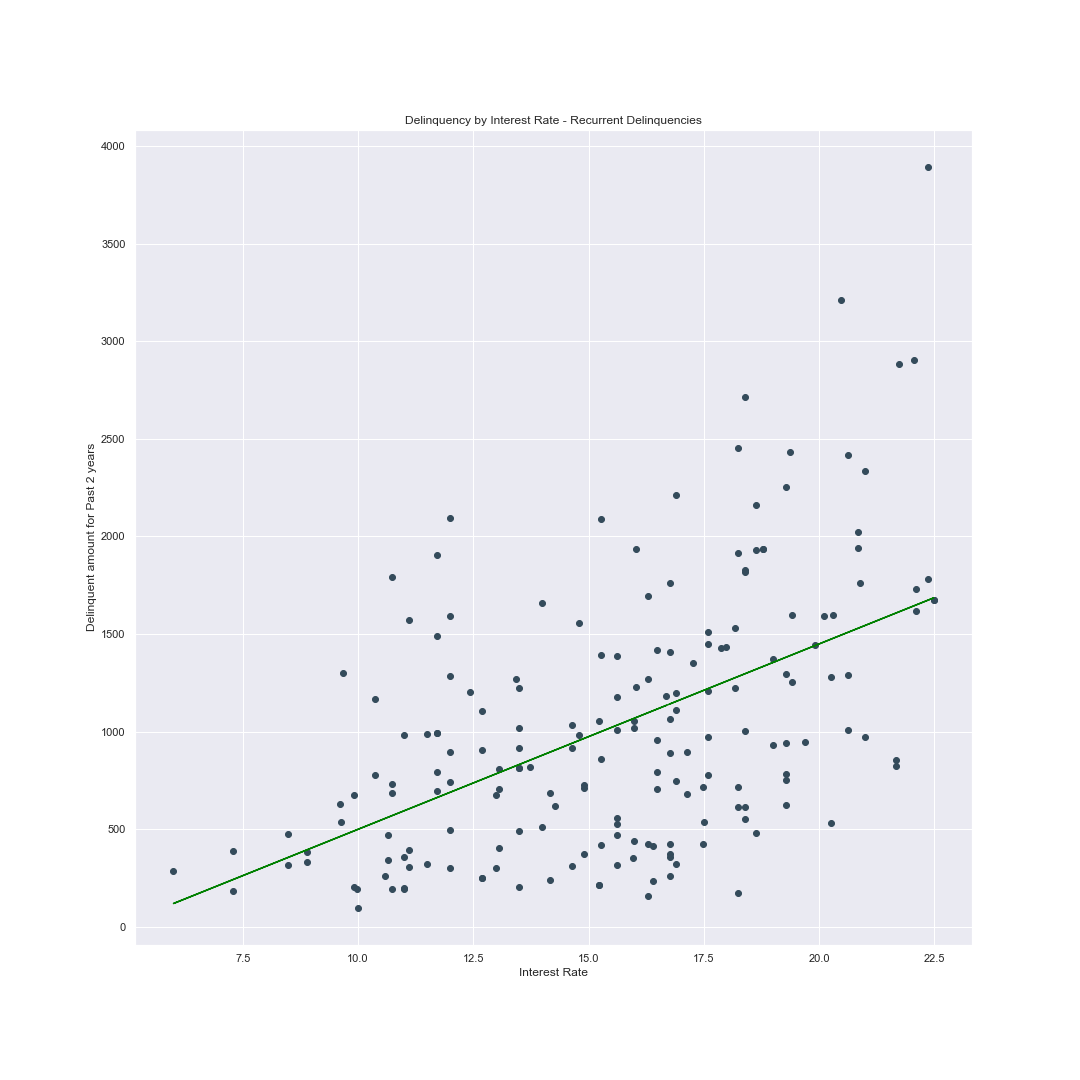 Delinquency by Interest Rate - Recurrent Delinquencies
4000
3500
3000
2500
2000
1500
1000
500
0
Delinquent amount for Past 2 years
7.5 10.0 12.5 15.0 17.5 20.0 22.5
Interest Rate